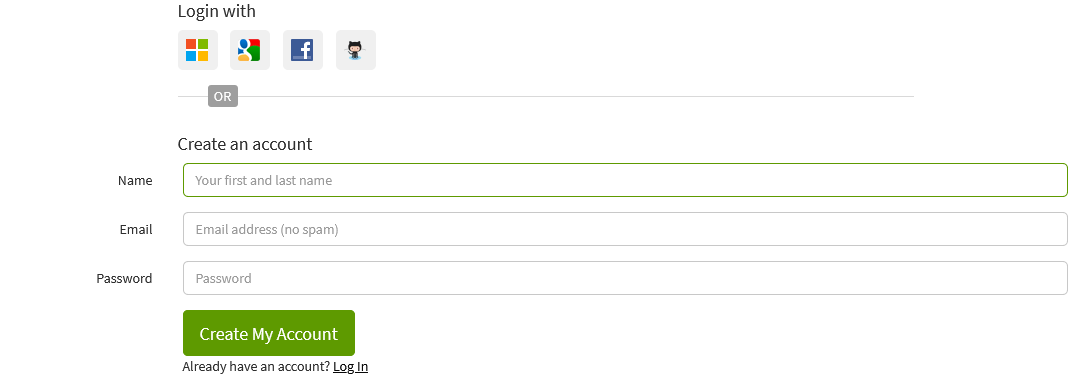 Login with
OR
Create an account
Name
Your first and last name
Email
Email address (no spam)
Password
Password
Create My Account
Already have an account? Log In